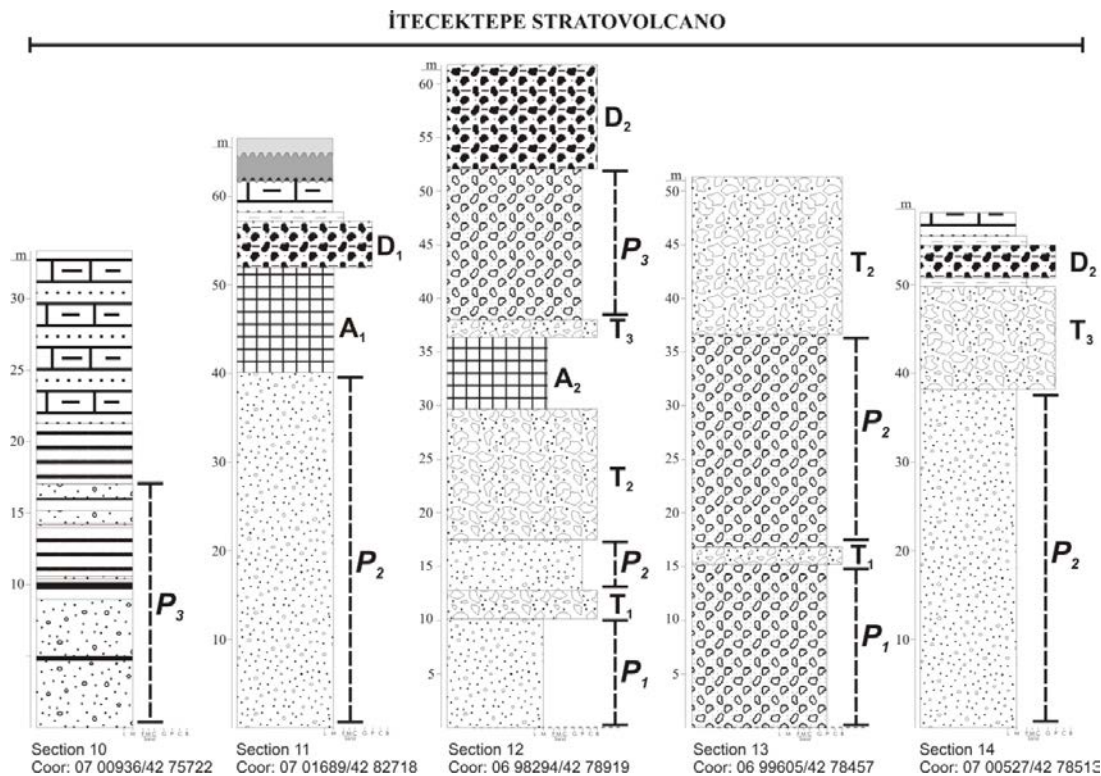 İTECEKTEPE STRATOVOLCANO
m
30
25
20
15
10
P3
Section 10
Coor: 07 00936/42 75722
m
60
50
40
30
20
10
D1
A1
P2
Section 11
Coor: 07 01689/42 82718
m
60
55
50
45
40
35
30
25
20
15
10
5
D2
P3
T3
A2
T2
P2
T1
P1
Section 12
Coor: 06 98294/42 78919
m
50
45
40
35
30
25
20
15
10
5
T2
P2
T1
P1
Section 13
Coor: 06 99605/42 78457
m
50
40
30
20
10
D2
T3
P2
Section 14
Coor: 07 00527/42 78513